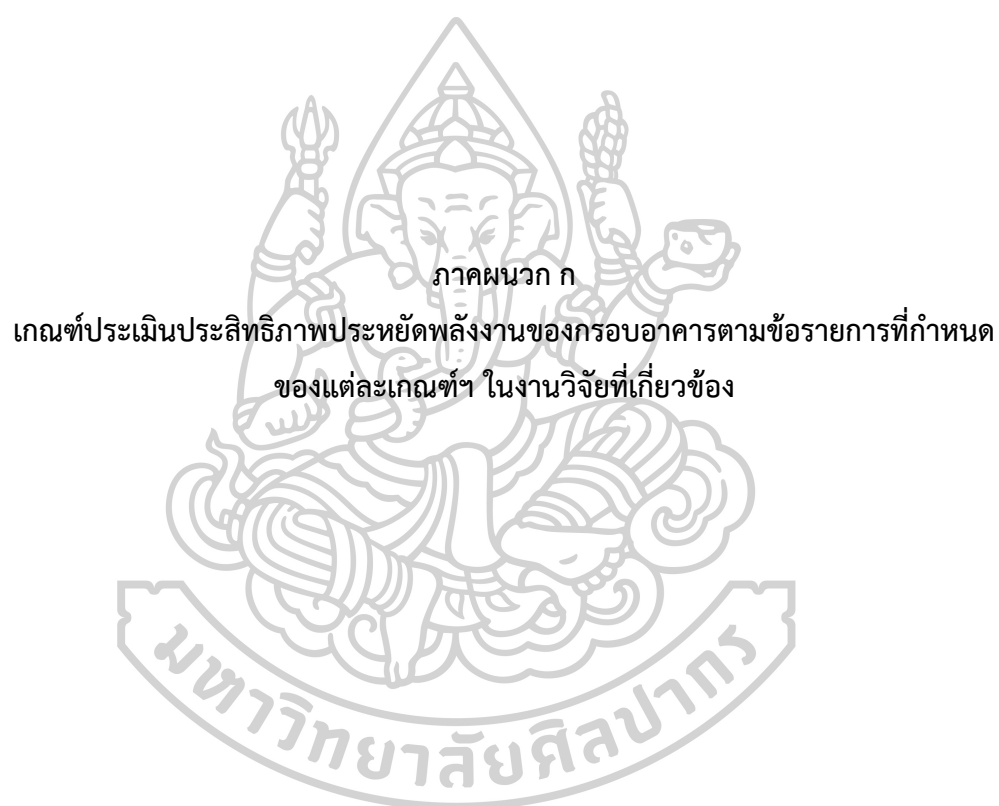 ภาคผนวก ก
เกณฑ์ประเมินประสิทธิภาพประหยัดพลังงานของกรอบอาคารตามข้อรายการที่กำหนด
ของแต่ละเกณฑ์ฯ ในงานวิจัยที่เกี่ยวข้อง
มหาวิทยาลัยศิลปากร